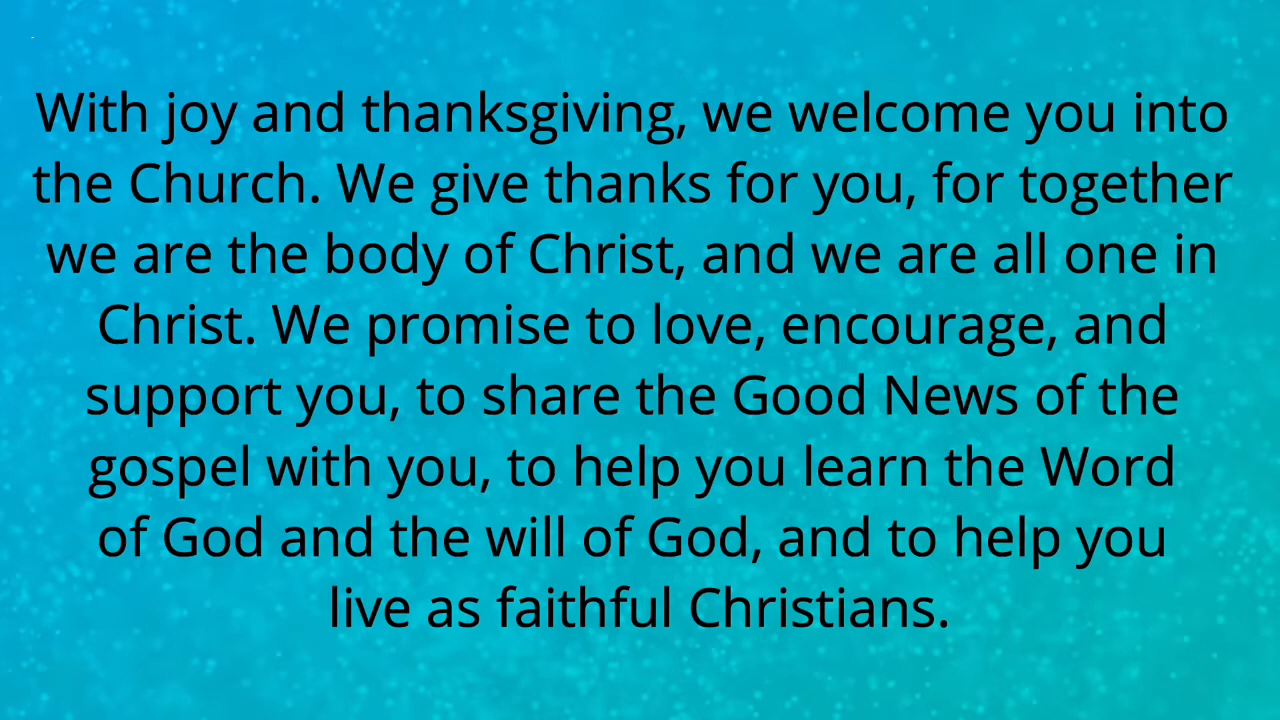 With joy and thanksgiving, we welcome you into
the Church. We give thanks for you, for together
we are the body of Christ, and we are all one in
Christ. We promise to love, encourage, and
support you, to share the Good News of the
gospel with you, to help you learn the Word
of God and the will of God, and to help you
live as faithful Christians.